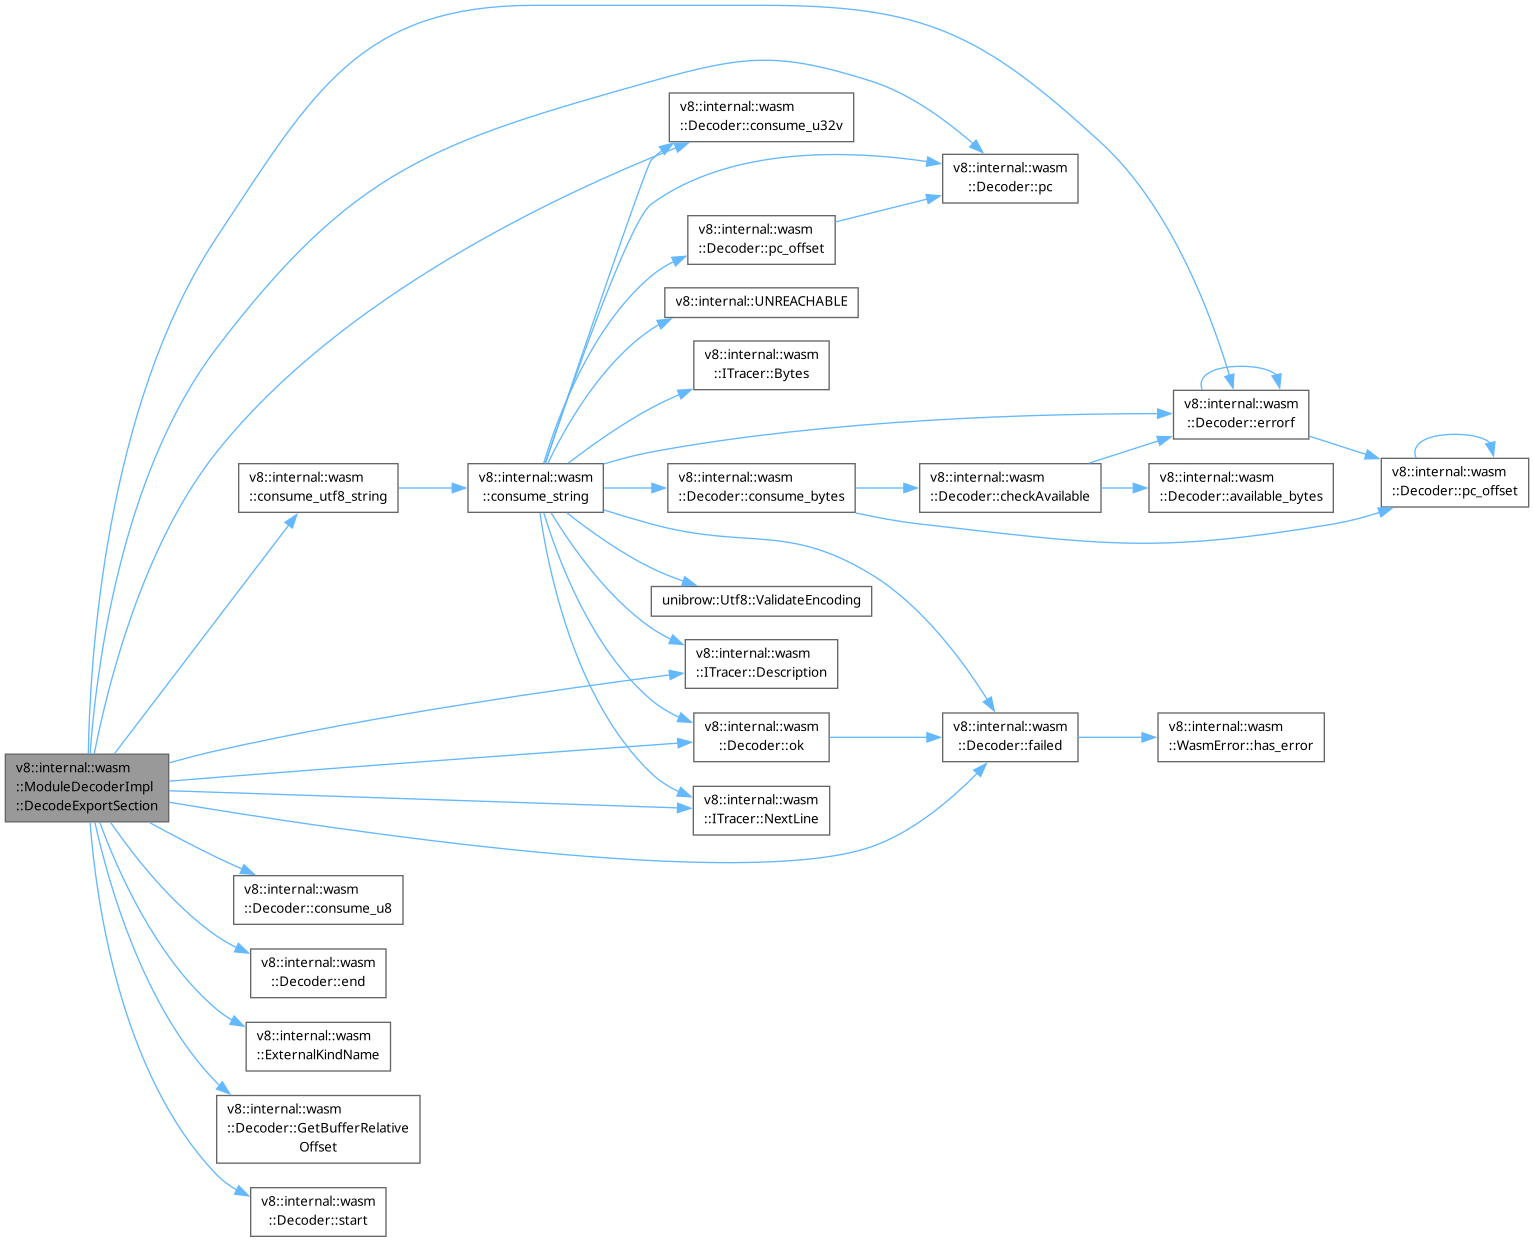 v8::internal::wasm
::Decoder::consume_u32v
v8::internal::wasm
::Decoder::pc
v8::internal::wasm
::Decoder::pc_offset
v8::internal::UNREACHABLE
v8::internal::wasm
::ITracer::Bytes
v8::internal::wasm
::Decoder::errorf
v8::internal::wasm
::consume_utf8_string
v8::internal::wasm
::consume_string
v8::internal::wasm
::Decoder::consume_bytes
v8::internal::wasm
::Decoder::checkAvailable
v8::internal::wasm
::Decoder::available_bytes
v8::internal::wasm
::Decoder::pc_offset
unibrow::Utf8::ValidateEncoding
v8::internal::wasm
::ITracer::Description
v8::internal::wasm
::Decoder::ok
v8::internal::wasm
::Decoder::failed
v8::internal::wasm
::WasmError::has_error
v8::internal::wasm
::ModuleDecoderImpl
::DecodeExportSection
v8::internal::wasm
::ITracer::NextLine
v8::internal::wasm
::Decoder::consume_u8
v8::internal::wasm
::Decoder::end
v8::internal::wasm
::ExternalKindName
v8::internal::wasm
::Decoder::GetBufferRelative
Offset
v8::internal::wasm
::Decoder::start